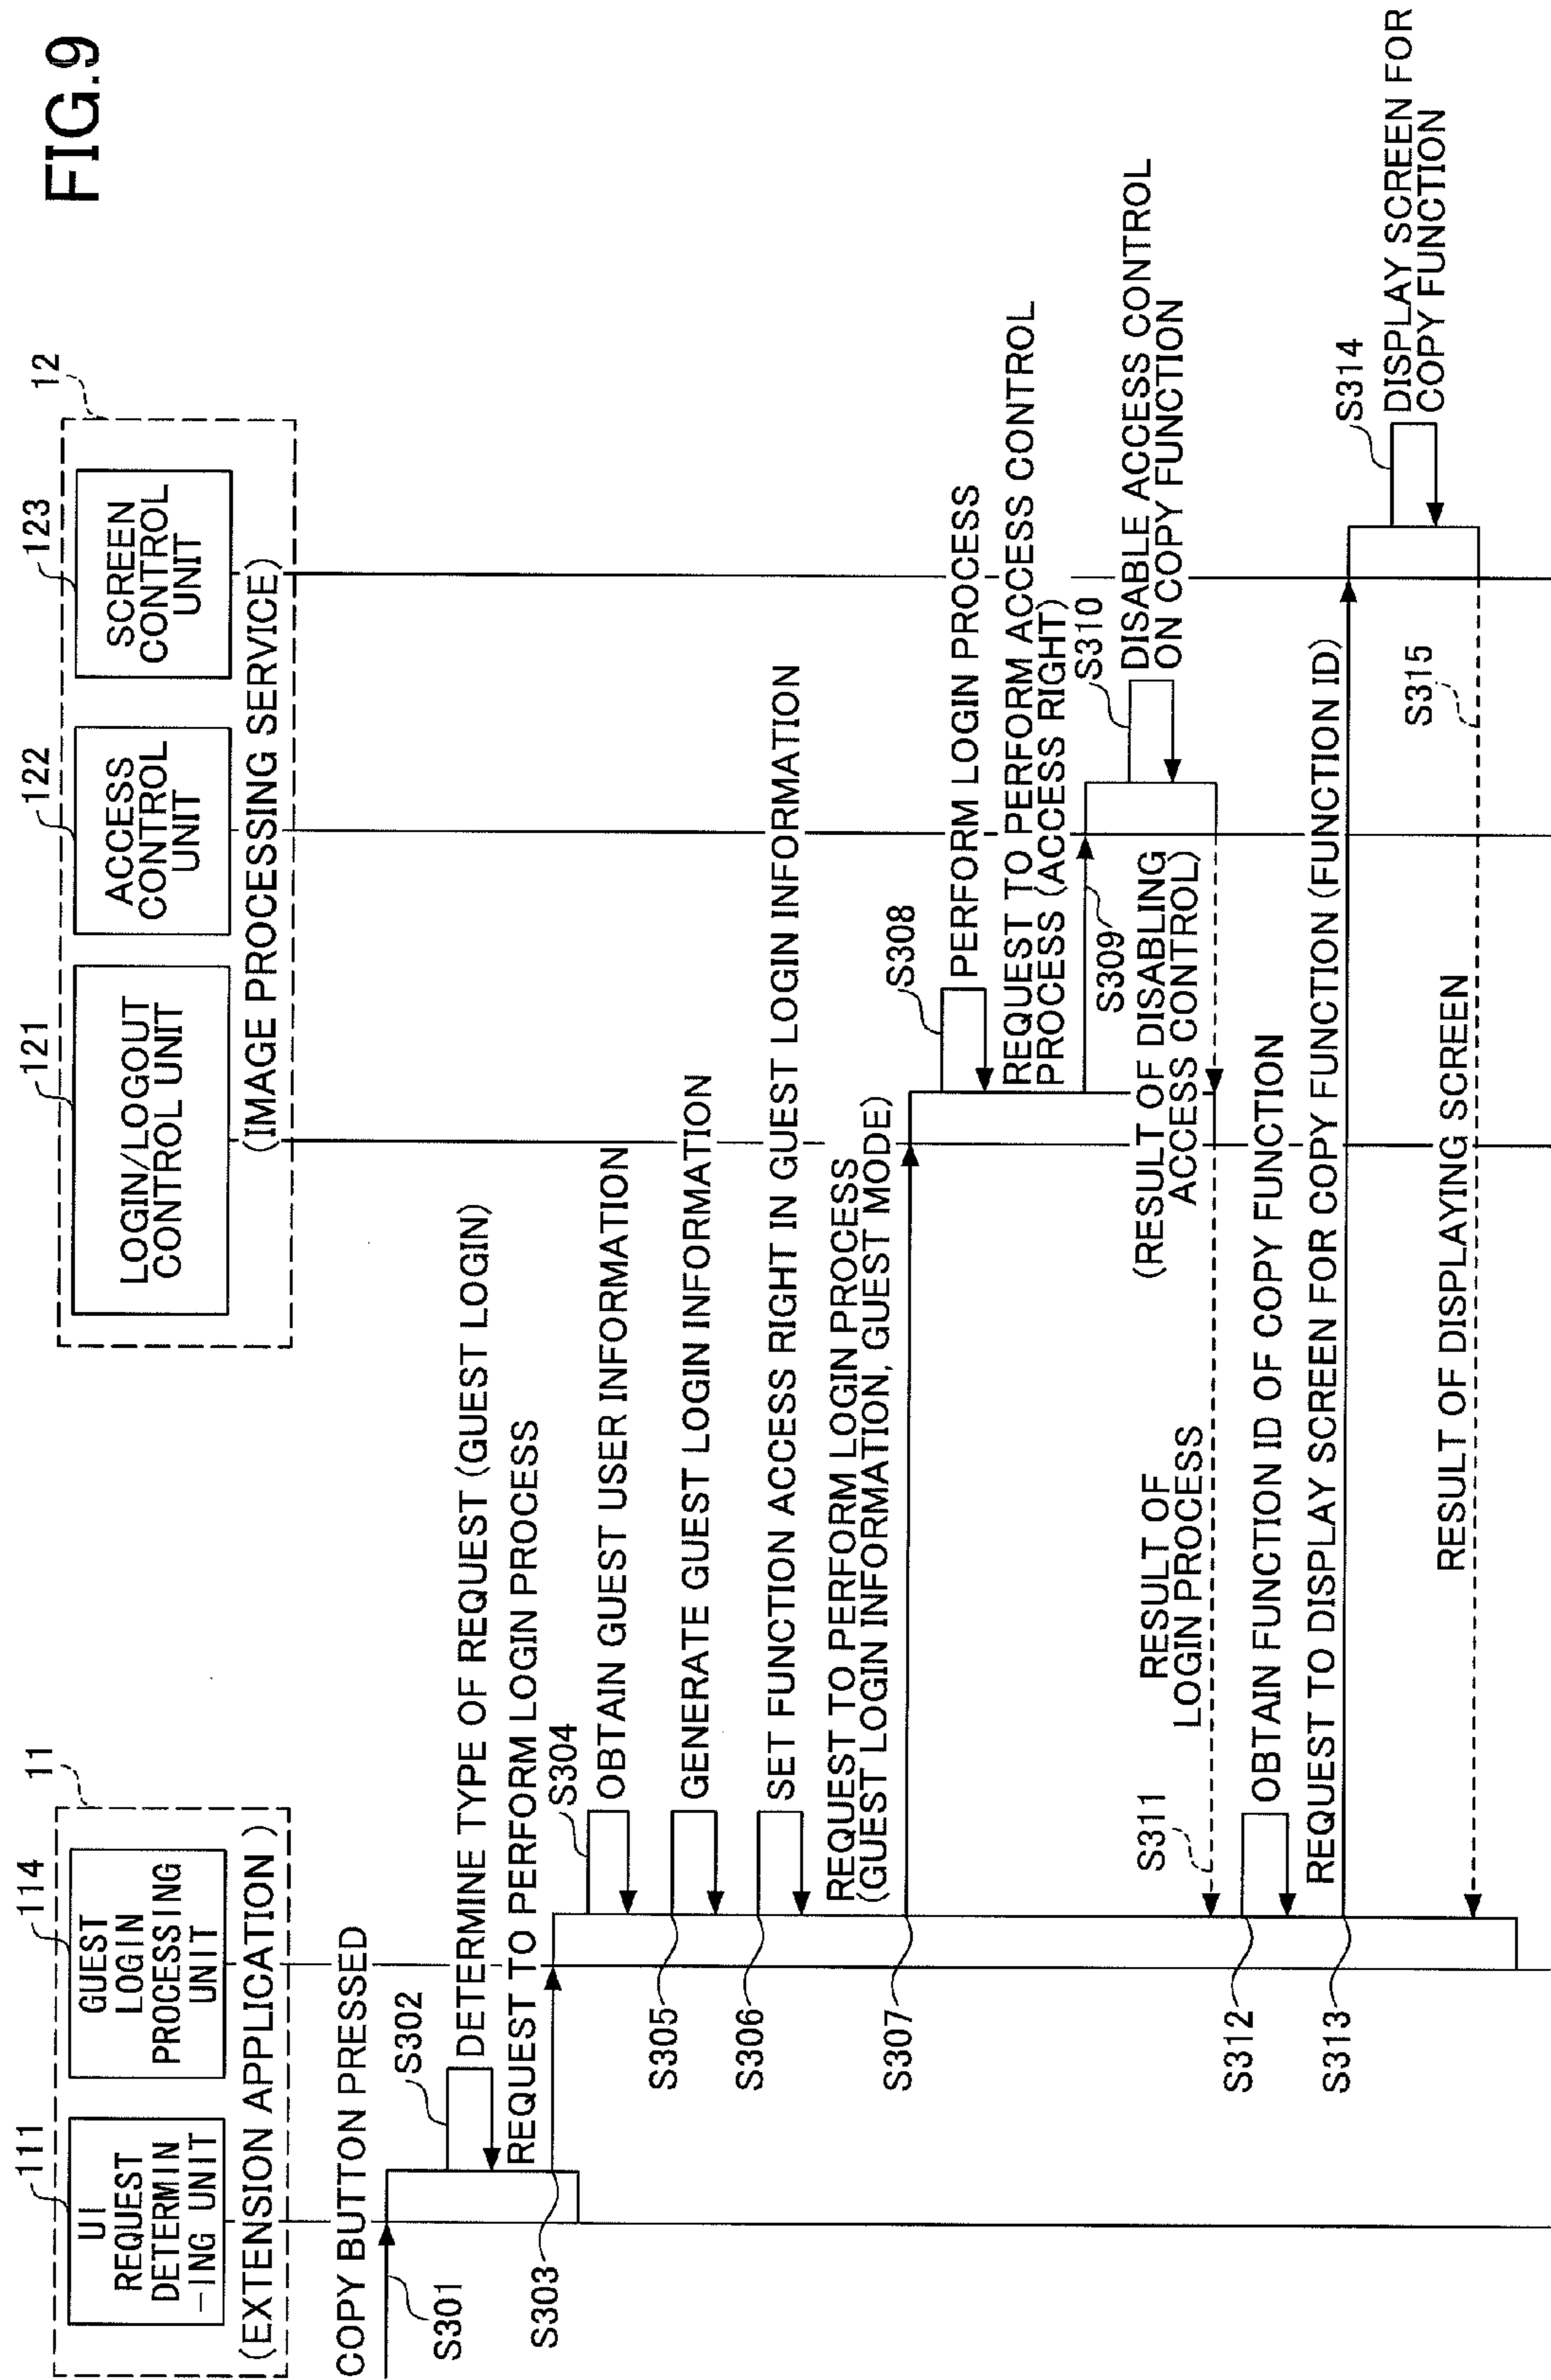 FIG.9
11
12
111
114
121
122
123
UI
REQUEST
DETERMIN
-ING UNIT
GUEST
LOGIN
PROCESSING
UNIT
LOGIN/LOGOUT
CONTROL UNIT
ACCESS
CONTROL
UNIT
SCREEN
CONTROL
UNIT
(EXTENSION APPLICATION)
(IMAGE PROCESSING SERVICE)
COPY BUTTON PRESSED
S301
S302
DETERMINE TYPE OF REQUEST (GUEST LOGIN)
REQUEST TO PERFORM LOGIN PROCESS
S303
S304
OBTAIN GUEST USER INFORMATION
S305
GENERATE GUEST LOGIN INFORMATION
S306
SET FUNCTION ACCESS RIGHT IN GUEST LOGIN INFORMATION
REQUEST TO PERFORM LOGIN PROCESS
(GUEST LOGIN INFORMATION, GUEST MODE)
S307
S308
PERFORM LOGIN PROCESS
REQUEST TO PERFORM ACCESS CONTROL
PROCESS (ACCESS RIGHT)
S309
S310
DISABLE ACCESS CONTROL
ON COPY FUNCTION
(RESULT OF DISABLING
ACCESS CONTROL)
RESULT OF
LOGIN PROCESS
S311
S312
OBTAIN FUNCTION ID OF COPY FUNCTION
REQUEST TO DISPLAY SCREEN FOR COPY FUNCTION (FUNCTION ID)
S313
S314
DISPLAY SCREEN FOR
COPY FUNCTION
RESULT OF DISPLAYING SCREEN
S315